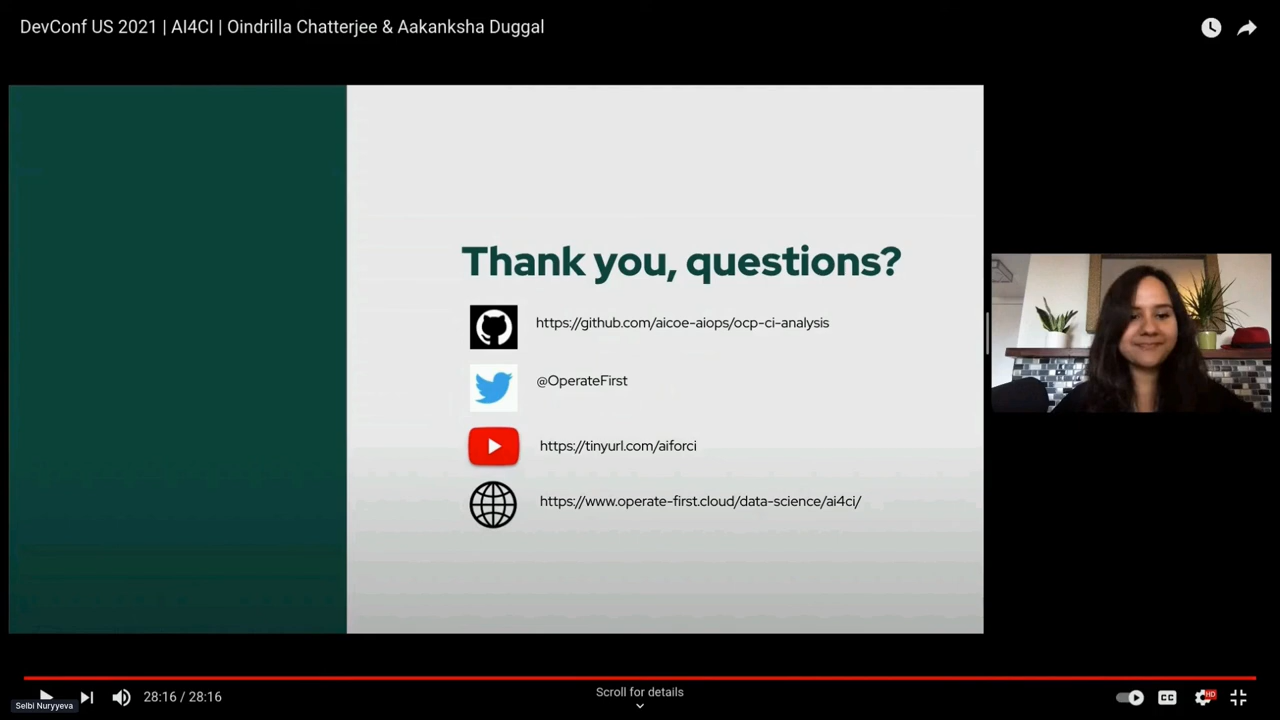 DevConf US 2021 | AI4CI | Oindrilla Chatterjee & Aakanksha Duggal
Thank you, questions?
https://github.com/aicoe-aiops/ocp-ci-analysis
@OperateFirst
https://tinyurl.com/aiforci
https://www.operate-first.cloud/data-science/ai4ci/
28:16 / 28:16
Scroll for details
CC
HD
Selbi Nuryyeva